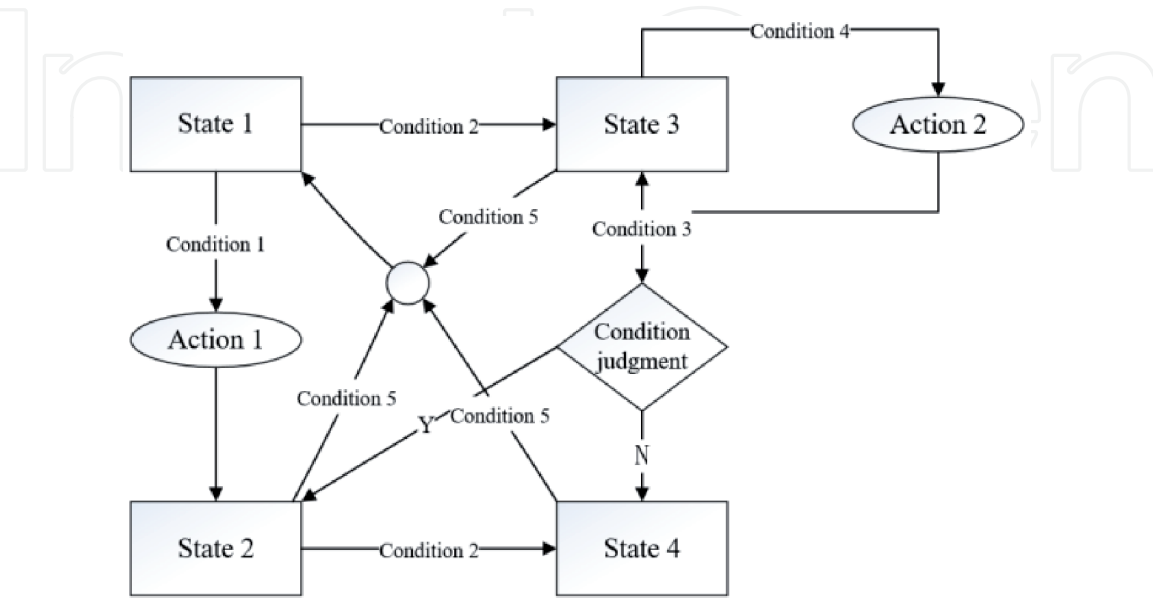 Condition 4
State 1
Condition 2
State 3
Action 2
Condition 5
Condition 3
Condition 1
Action 1
Condition
judgment
Condition 5
Y
Condition 5
N
State 2
Condition 2
State 4